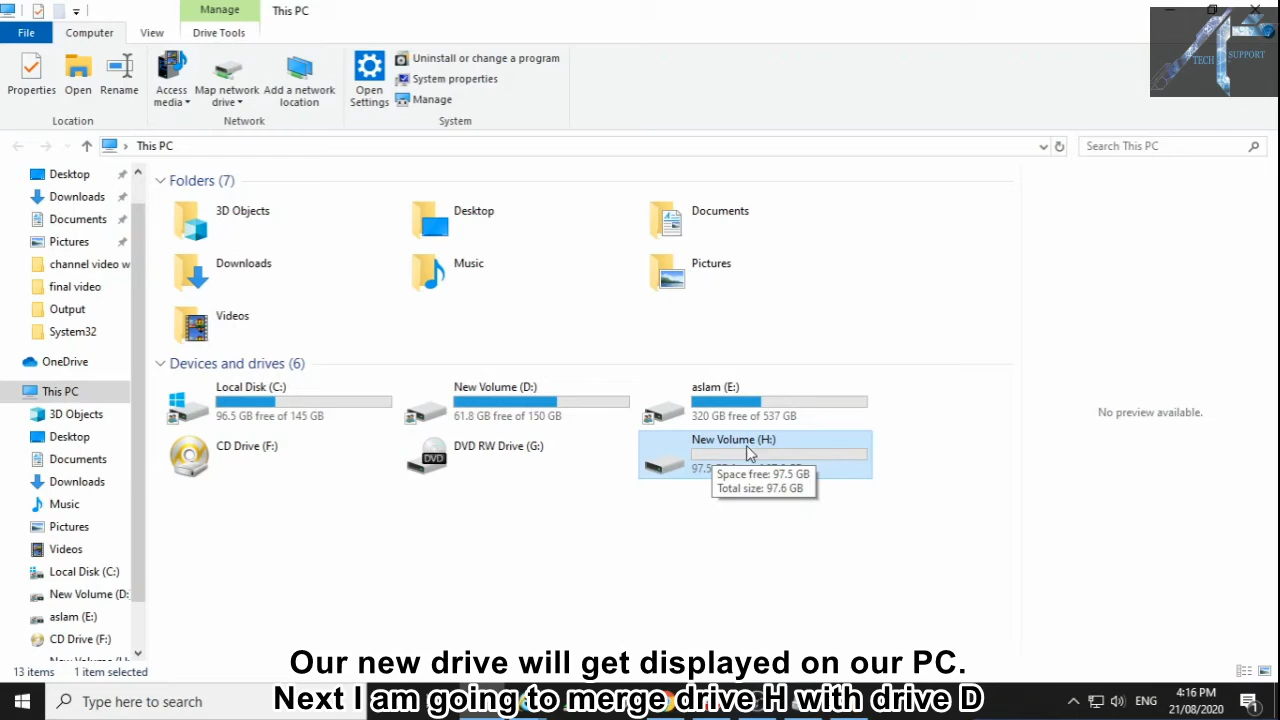 Manage
This PC
File
Computer
View
Drive Tools
Properties
Open
Rename
Access media
Map network drive
Add a network location
Open Settings
Uninstall or change a program
System properties
Manage
Location
Network
System
TECH SUPPORT
This PC
Search This PC
Desktop
Downloads
Documents
Pictures
channel video w
final video
Output
System32
OneDrive
This PC
3D Objects
Desktop
Documents
Downloads
Music
Pictures
Videos
Local Disk (C:)
New Volume (D:
aslam (E:)
CD Drive (F:)
Folders (7)
3D Objects
Desktop
Documents
Downloads
Music
Pictures
Videos
Devices and drives (6)
Local Disk (C:)
96.5 GB free of 145 GB
New Volume (D:)
61.8 GB free of 150 GB
aslam (E:)
320 GB free of 537 GB
CD Drive (F:)
DVD RW Drive (G:)
DVD
New Volume (H:)
97.5
Space free: 97.5 GB
Total size: 97.6 GB
No preview available.
13 items
1 item selected
Our new drive will get displayed on our PC.
Next I am going to merge drive H with drive D
Type here to search
ENG
4:16 PM
21/08/2020
1